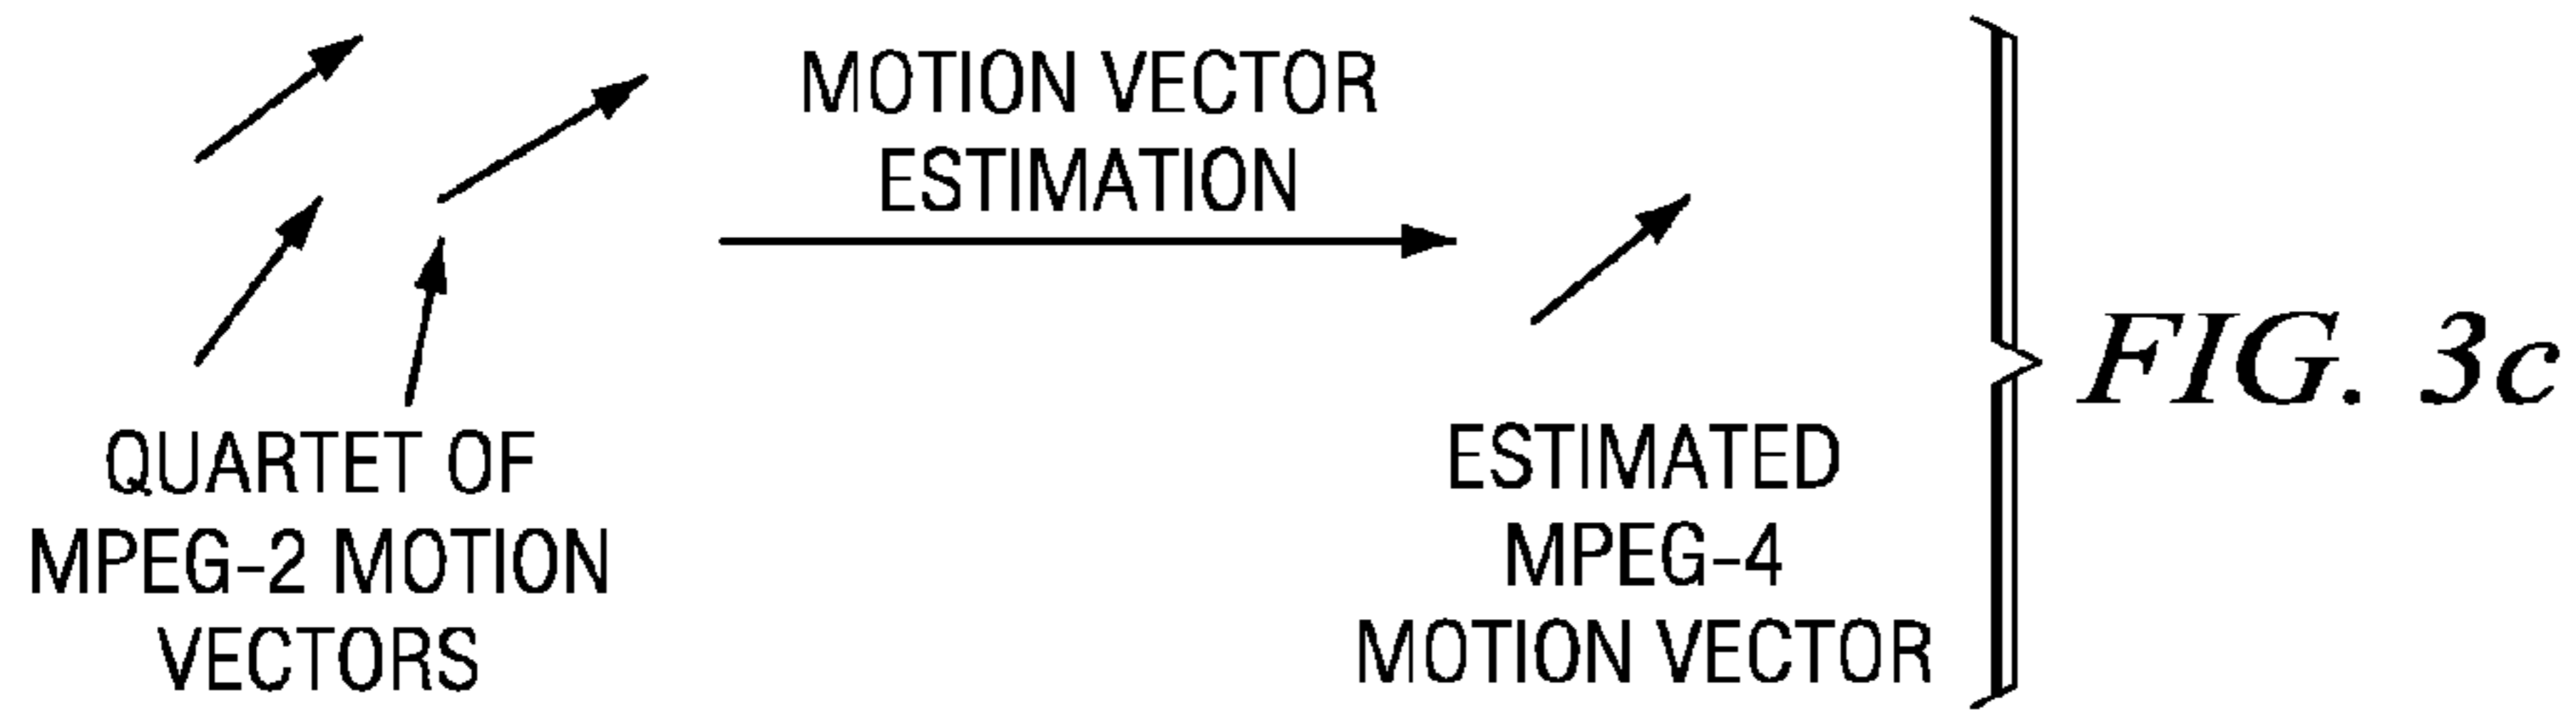 MOTION VECTOR
ESTIMATION
QUARTET OF
MPEG-2 MOTION
VECTORS
ESTIMATED
MPEG-4
MOTION VECTOR
FIG. 3c